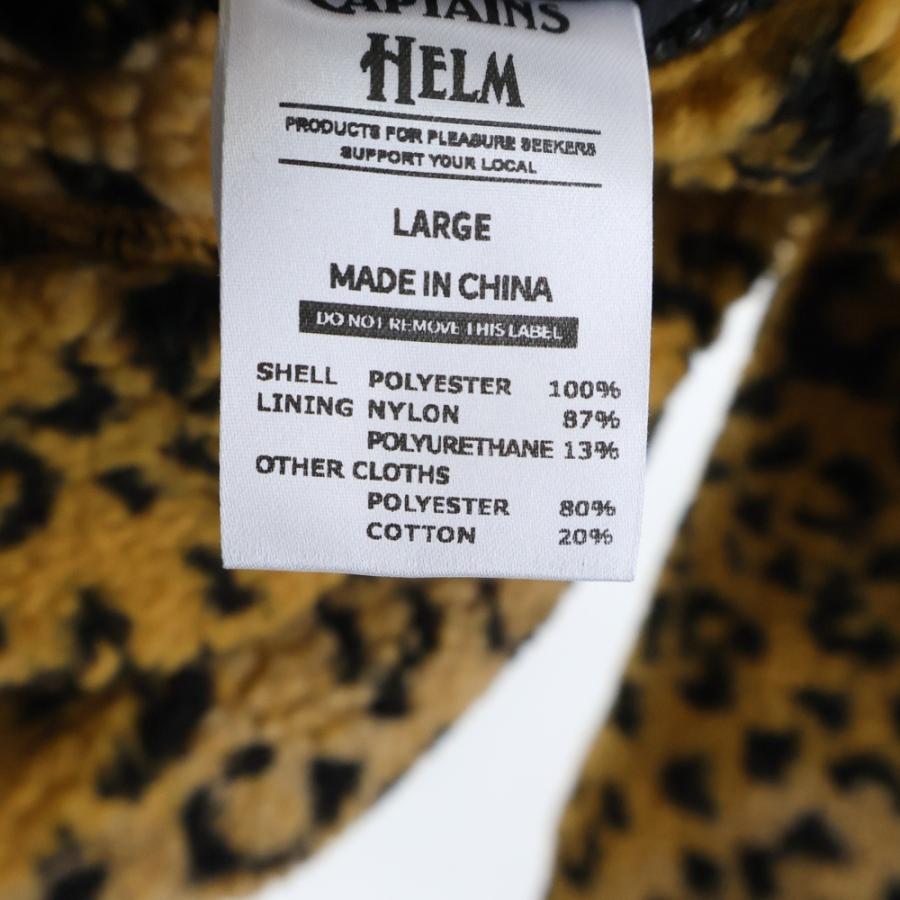 CAPTAINS
HELM
PRODUCTS FOR PLEASURE SEEKERS
SUPPORT YOUR LOCAL
LARGE
MADE IN CHINA
DO NOT REMOVE THIS LABEL
SHELL POLYESTER 100%
LINING NYLON 87%
POLYURETHANE 13%
OTHER CLOTHS
POLYESTER 80%
COTTON 20%